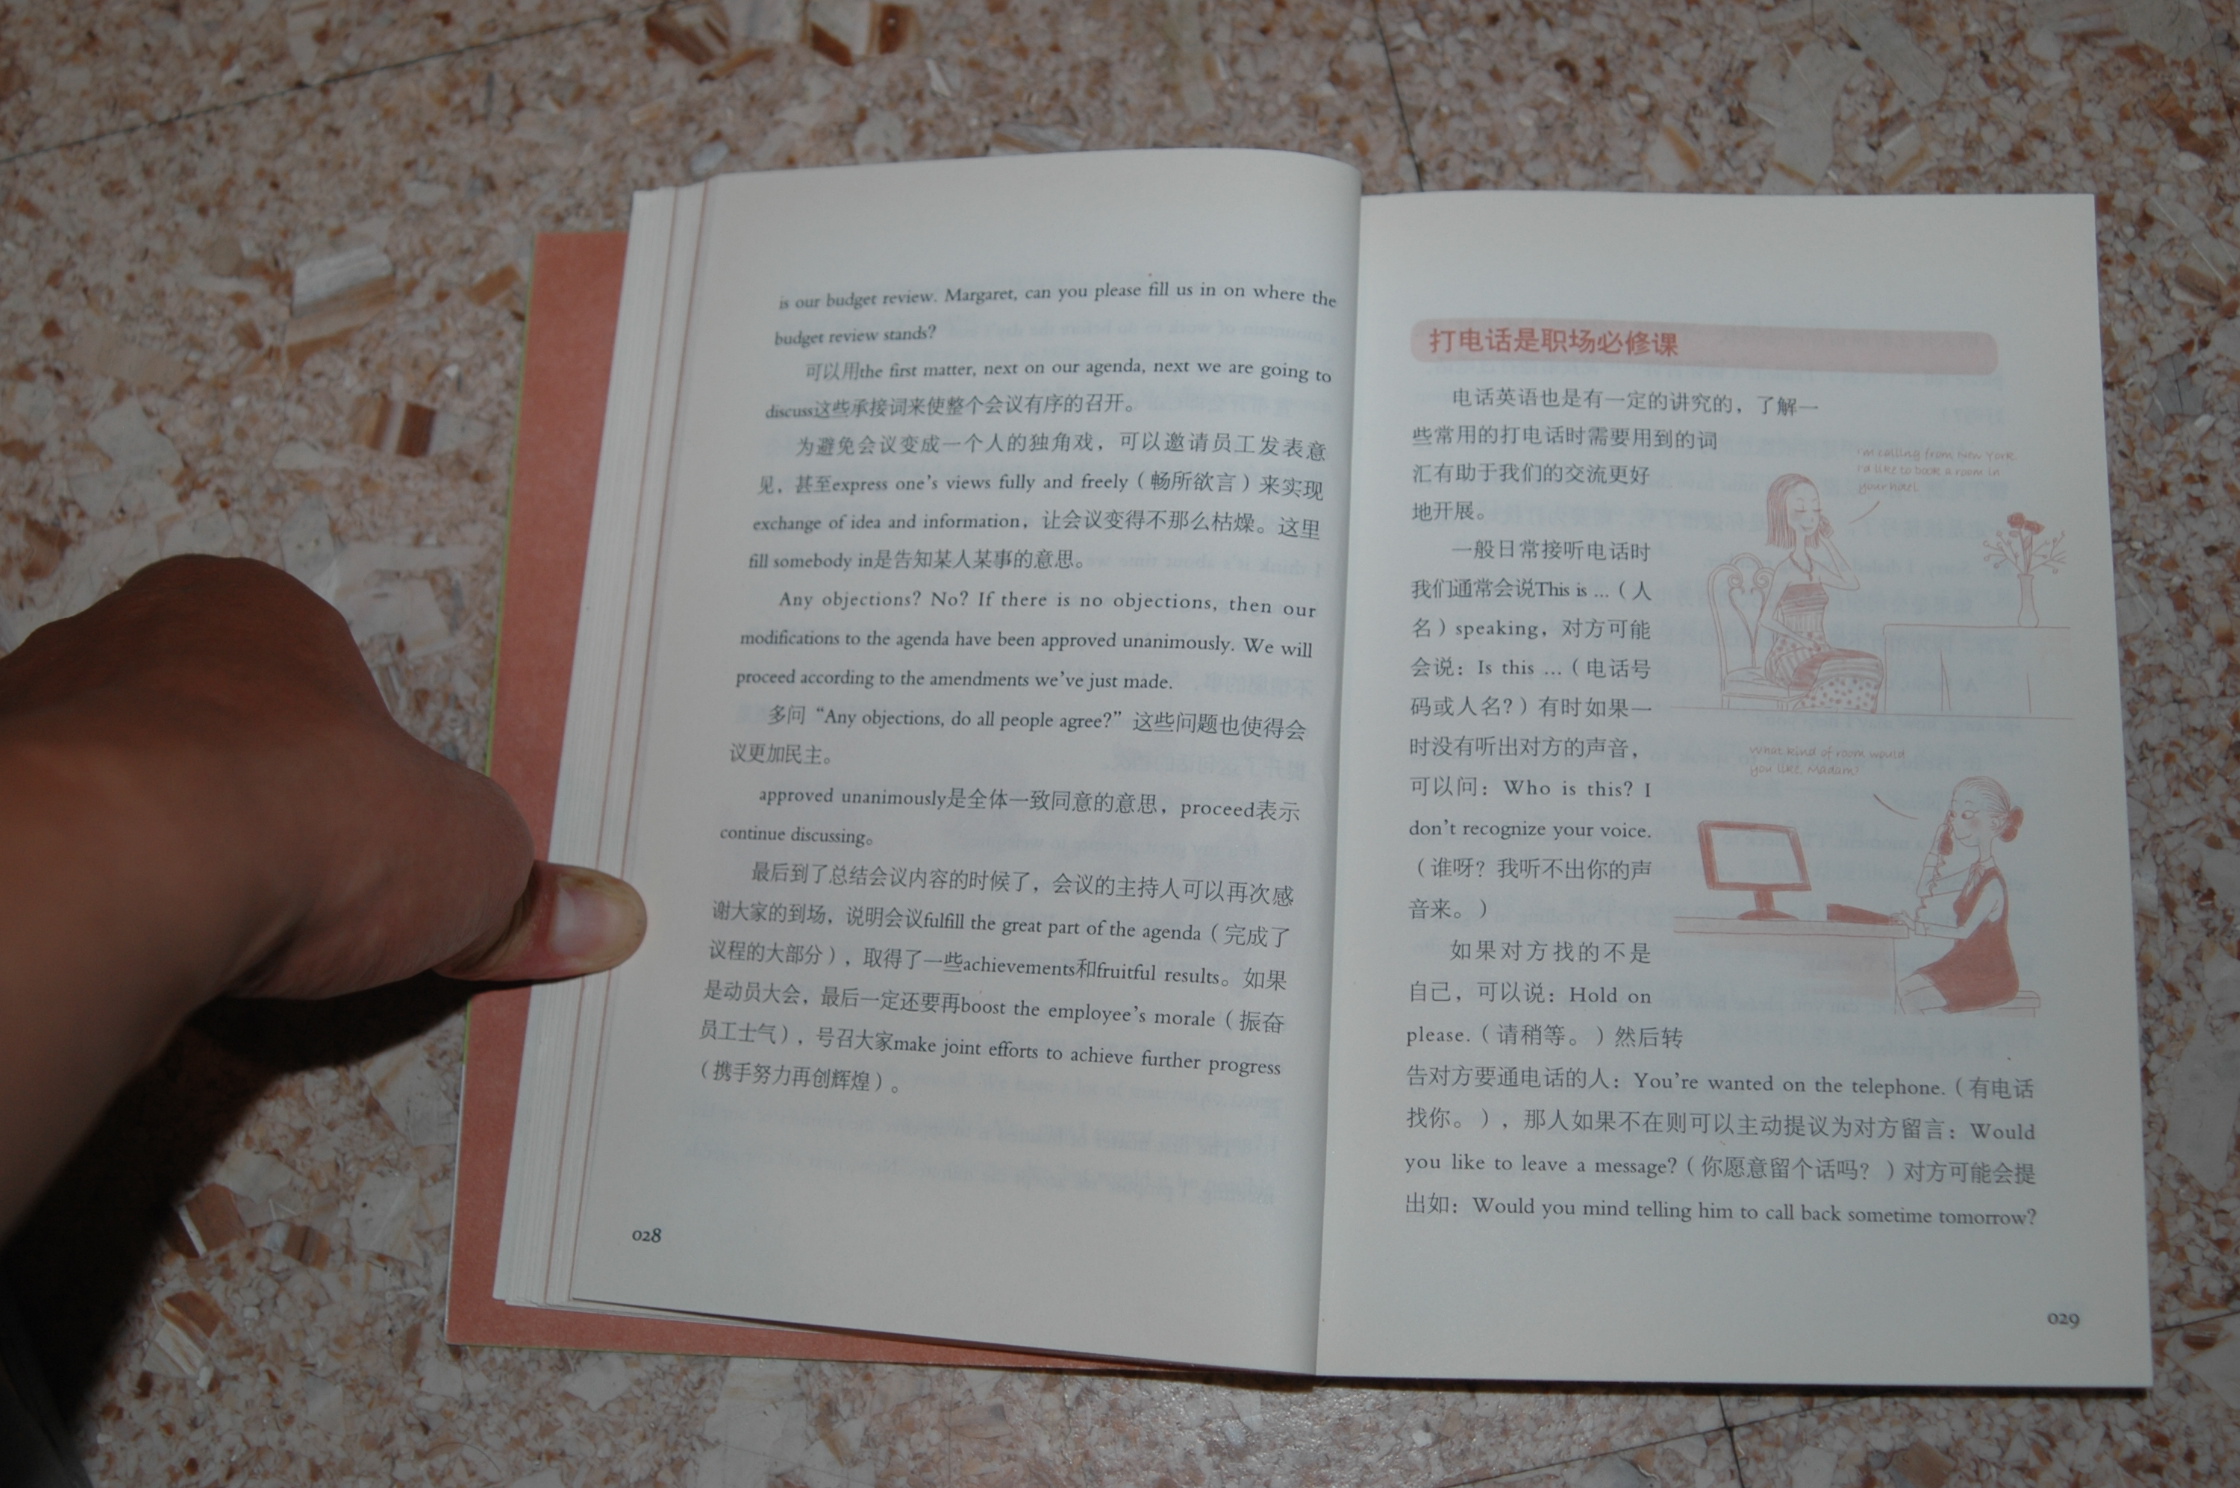 is our budget review. Margaret, can you please fill us in on where the
budget review stands?
可以用the first matter, next on our agenda, next we are going to
discuss这些承接词来使整个会议有序的召开。
为避免会议变成一个人的独角戏，可以邀请员工发表意
见，甚至express one's views fully and freely（畅所欲言）来实现
exchange of idea and information，让会议变得不那么枯燥。这里
fill somebody in是告知某人某事的意思。
Any objections? No? If there is no objections, then our
modifications to the agenda have been approved unanimously. We will
proceed according to the amendments we've just made.
多问“Any objections, do all people agree?”这些问题也使得会
议更加民主。
approved unanimously是全体一致同意的意思，proceed表示
continue discussing。
最后到了总结会议内容的时候了，会议的主持人可以再次感
谢大家的到场，说明会议fulfill the great part of the agenda（完成了
议程的大部分），取得了一些achievements和fruitful results。如果
是动员大会，最后一定还要再boost the employee's morale（振奋
员工士气），号召大家make joint efforts to achieve further progress
（携手努力再创辉煌）。
028
打电话是职场必修课
电话英语也是有一定的讲究的，了解一
些常用的打电话时需要用到的词
汇有助于我们的交流更好
地开展。
一般日常接听电话时
我们通常会说This is ...（人
名）speaking，对方可能
会说：Is this ...（电话号
码或人名？）有时如果一
时没有听出对方的声音，
可以问：Who is this? I
don't recognize your voice.
（谁呀？我听不出你的声
音来。）
如果对方找的不是
自己，可以说：Hold on
please.（请稍等。）然后转
告对方要通电话的人：You're wanted on the telephone.（有电话
找你。），那人如果不在则可以主动提议为对方留言：Would
you like to leave a message?（你愿意留个话吗？）对方可能会提
出如：Would you mind telling him to call back sometime tomorrow?
I'm calling from New York.
I'd like to book a room in
your hotel
What kind of room would
you like Madam?
029